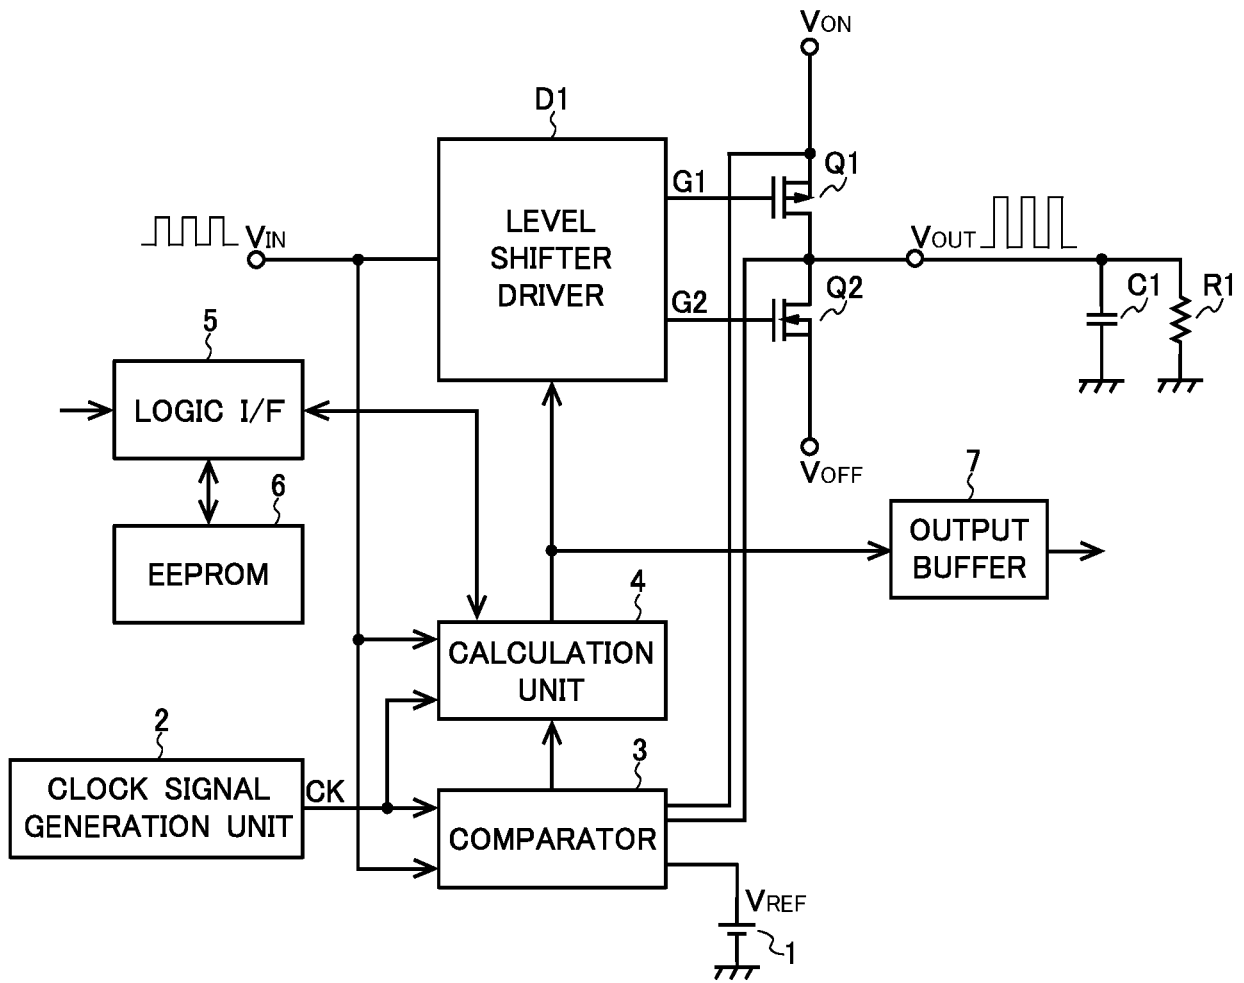 VON
D1
Q1
G1
LEVEL
SHIFTER
DRIVER
VIN
VOUT
G2
Q2
C1
R1
5
LOGIC I/F
VOFF
6
7
EEPROM
OUTPUT
BUFFER
4
CALCULATION
UNIT
2
CLOCK SIGNAL
GENERATION UNIT
CK
3
COMPARATOR
VREF
1